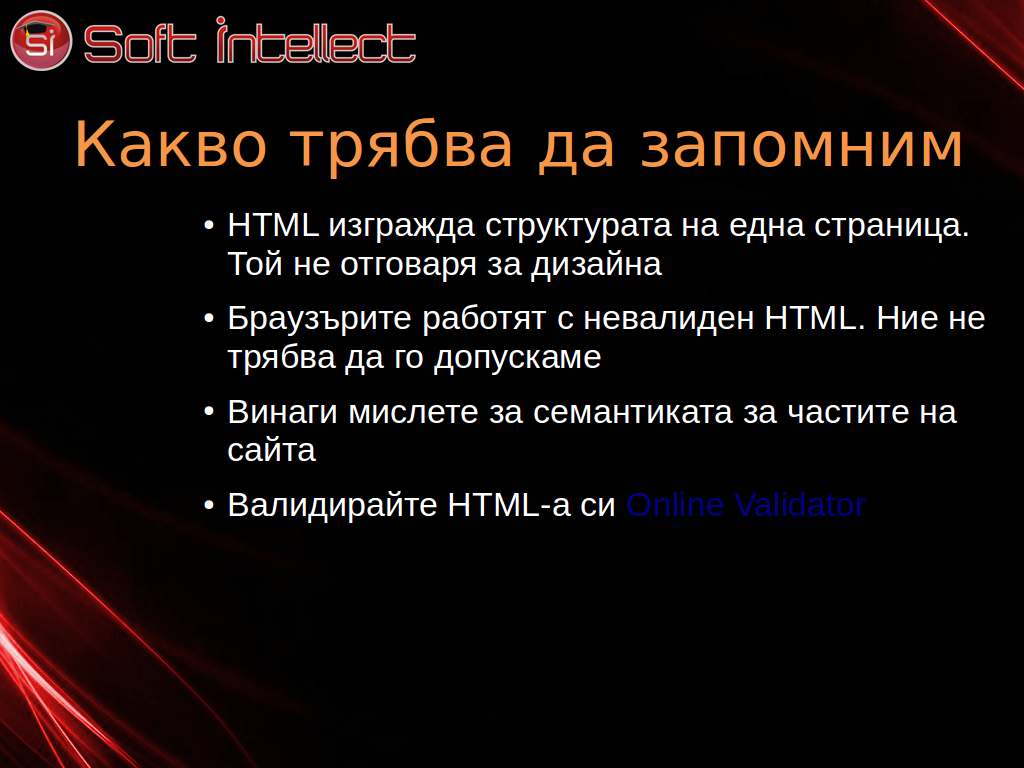 Si Soft Intellect
Какво трябва да запомним
• HTML изгражда структурата на една страница.
Той не отговаря за дизайна
• Браузърите работят с невалиден HTML. Ние не
трябва да го допускаме
• Винаги мислете за семантиката за частите на
сайта
• Валидирайте HTML-а си Online Validator